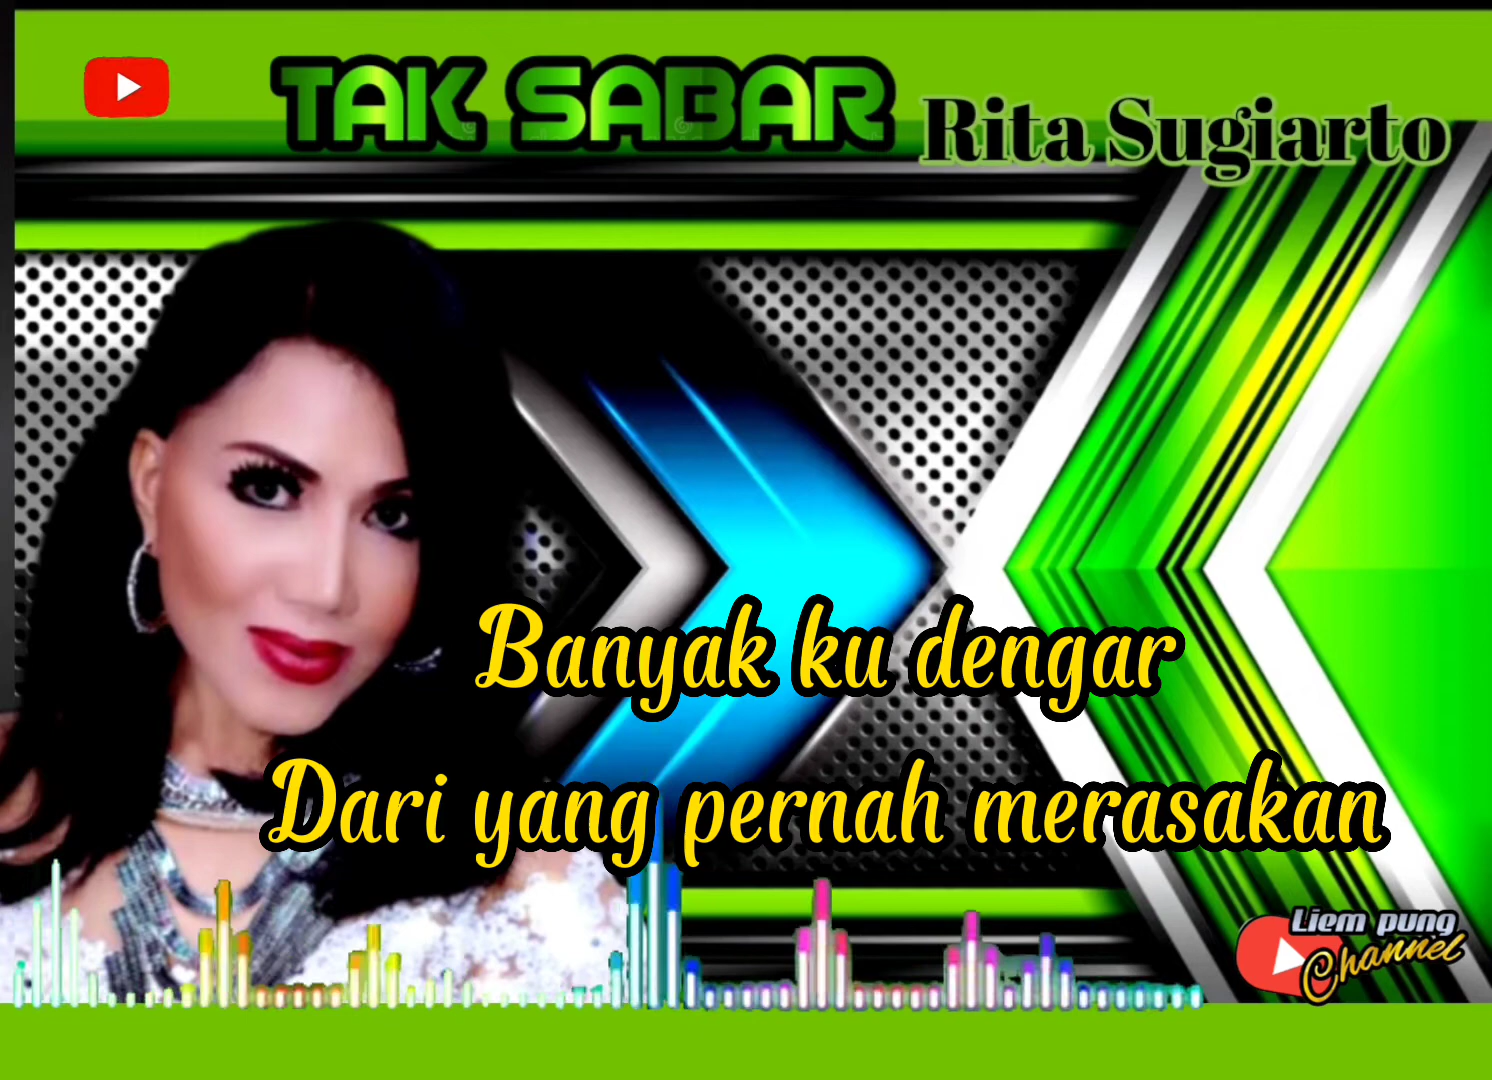 TAK SABAR
Rita Sugiarto
Banyak ku dengar
Dari yang pernah merasakan
Liem pung
Channel